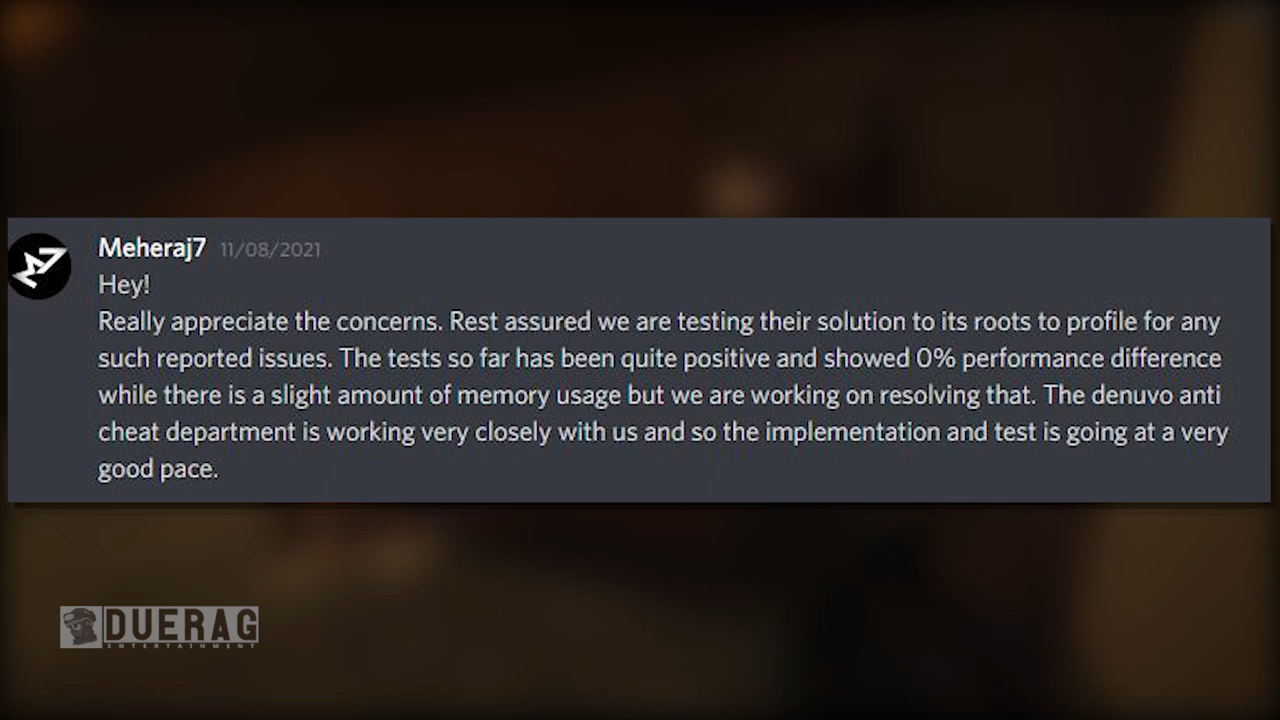 Meheraj7 11/08/2021
Hey!
Really appreciate the concerns. Rest assured we are testing their solution to its roots to profile for any
such reported issues. The tests so far has been quite positive and showed 0% performance difference
while there is a slight amount of memory usage but we are working on resolving that. The denuvo anti
cheat department is working very closely with us and so the implementation and test is going at a very
good pace.
DUERAG
ENTERTAINMENT